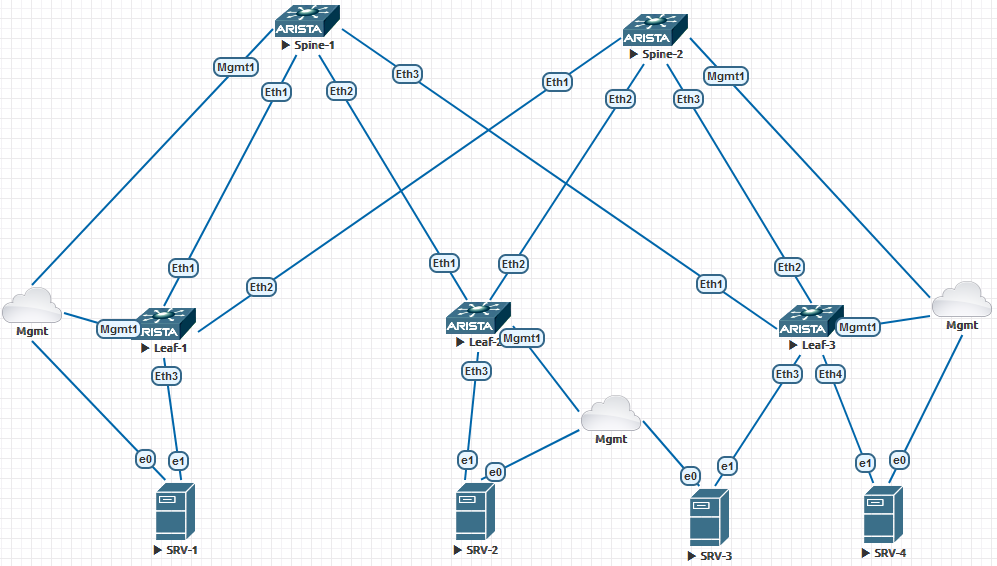 ARISTA
Spine-1
ARISTA
Spine-2
Mgmt1
Eth1
Eth2
Eth3
Eth1
Eth2
Eth3
Mgmt1
Eth1
Eth2
Eth1
Eth2
Eth1
Eth2
Mgmt
Mgmt1
ARISTA
Leaf-1
ARISTA
Leaf-2
Mgmt1
ARISTA
Leaf-3
Mgmt1
Mgmt
Eth3
Eth3
Eth3
Eth4
Mgmt
e0
e1
e1
e0
e0
e1
e1
e0
SRV-1
SRV-2
SRV-3
SRV-4